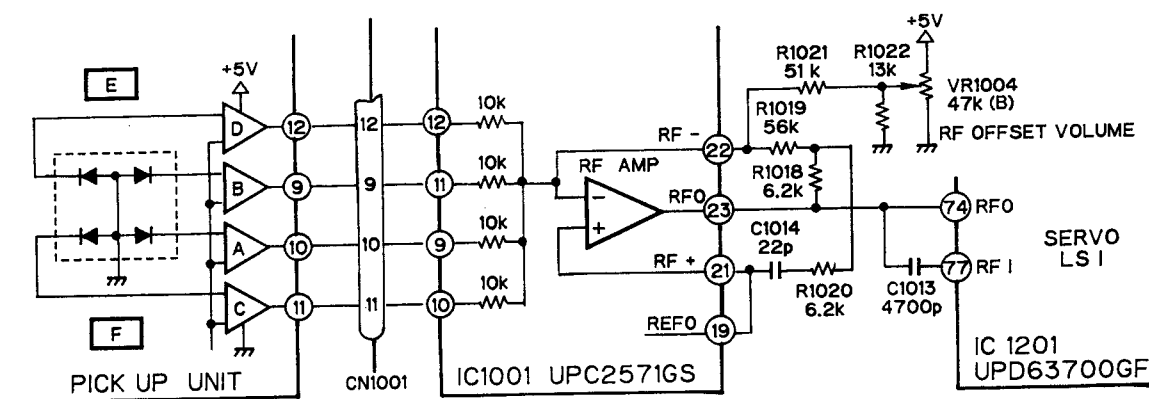 E
+5V
D
B
A
C
F
PICK UP UNIT
12
9
10
11
12
9
10
11
CN1001
12
11
9
10
10k
10k
10k
10k
RF AMP
-
+
RF -
RFO
RF +
REFO
22
23
21
19
IC1001 UPC2571GS
R1021
51k
R1022
13k
+5V
VR1004
47k (B)
RF OFFSET VOLUME
R1019
56k
R1018
6.2k
C1014
22p
R1020
6.2k
C1013
4700p
74
RFO
77
RFI
SERVO
LSI
IC 1201
UPD63700GF